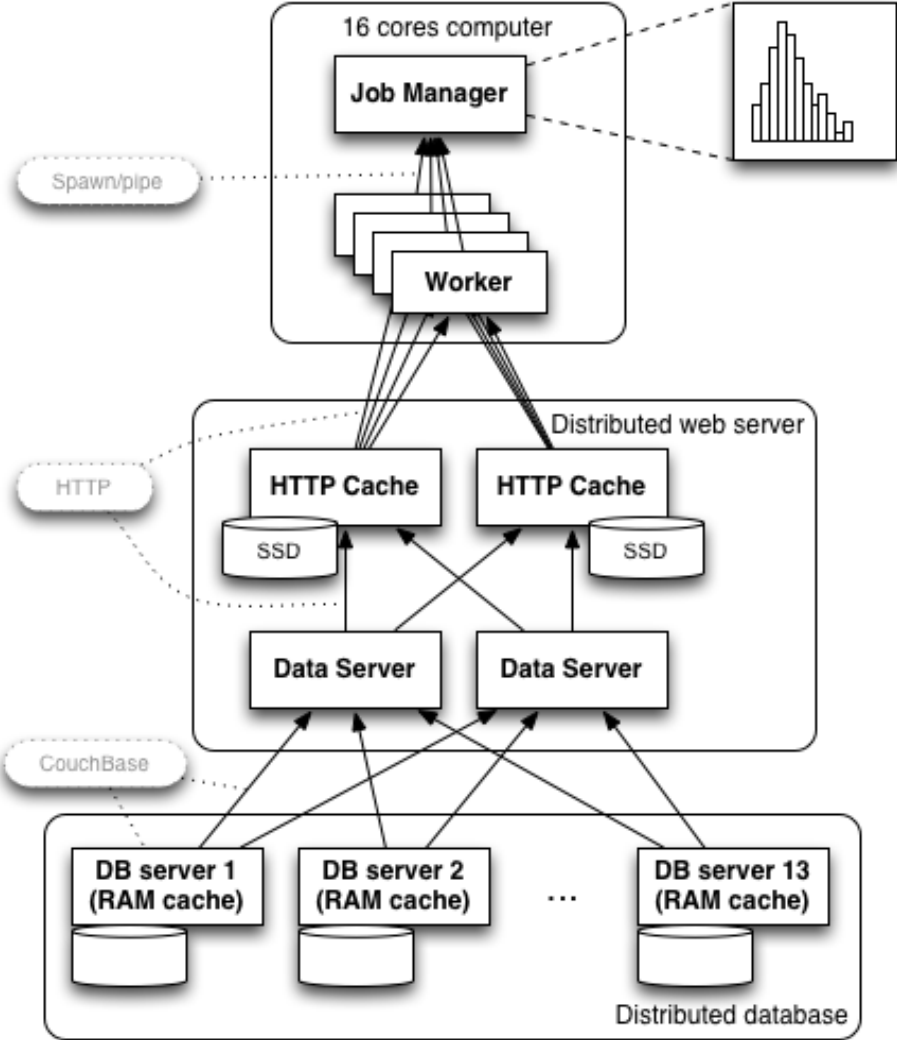 16 cores computer
Job Manager
Spawn/pipe
Worker
Distributed web server
HTTP Cache
HTTP Cache
HTTP
SSD
SSD
Data Server
Data Server
CouchBase
DB server 1
(RAM cache)
DB server 2
(RAM cache)
...
DB server 13
(RAM cache)
Distributed database